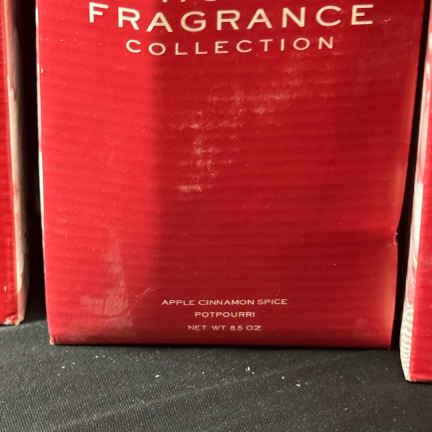 FRAGRANCE
COLLECTION
APPLE CINNAMON SPICE
POTPOURRI
NET WT 8.5 OZ